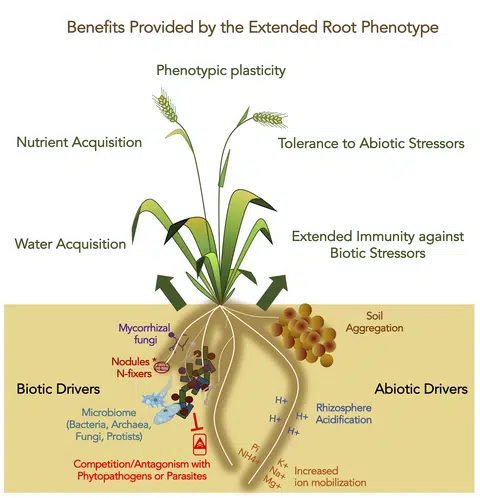 Benefits Provided by the Extended Root Phenotype
Phenotypic plasticity
Nutrient Acquisition
Tolerance to Abiotic Stressors
Water Acquisition
Extended Immunity against
Biotic Stressors
Mycorrhizal
fungi
Soil
Aggregation
Nodules *
N-fixers
Biotic Drivers
Abiotic Drivers
Microbiome
(Bacteria, Archaea,
Fungi, Protists)
H+
H+
H+
H+
Rhizosphere
Acidification
Competition/Antagonism with
Phytopathogens or Parasites
Pi
NH4+
K+
Na+
Mg+
Increased
ion mobilization